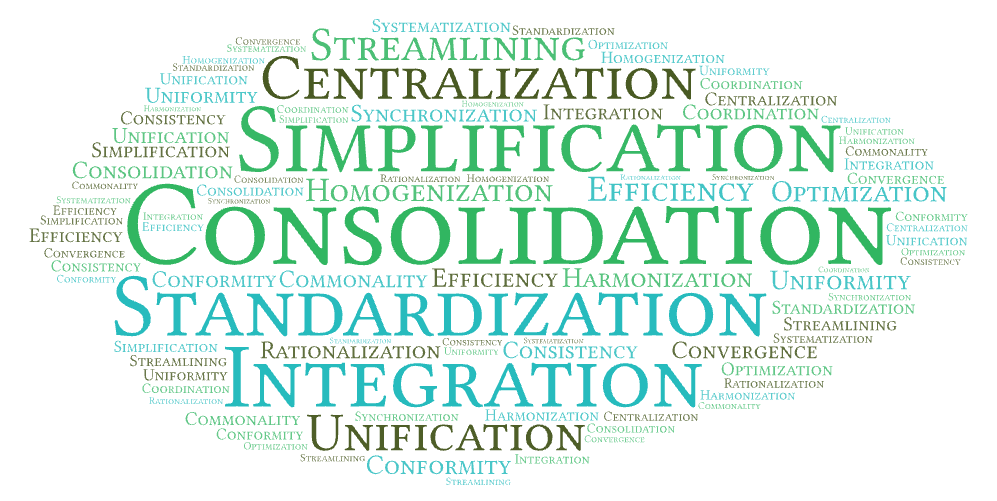 SYSTEMATIZATION
STANDARDIZATION
CONVERGENCE
STREAMLINING
OPTIMIZATION
SYSTEMATIZATION
HOMOGENIZATION
HOMOGENIZATION
STANDARDIZATION
CENTRALIZATION
UNIFORMITY
UNIFICATION
COORDINATION
UNIFORMITY
CENTRALIZATION
HOMOGENIZATION
HARMONIZATION
COORDINATION
SYNCHRONIZATION
INTEGRATION
COORDINATION
CONSISTENCY
SIMPLIFICATION
CENTRALIZATION
UNIFICATION
SIMPLIFICATION
UNIFICATION
HARMONIZATION
SIMPLIFICATION
COMMONALITY
CONSOLIDATION
INTEGRATION
CONSOLIDATION
RATIONALIZATION
HOMOGENIZATION
RATIONALIZATION
SYNCHRONIZATION
CONVERGENCE
COMMONALITY
CONSOLIDATION
HOMOGENIZATION
EFFICIENCY
OPTIMIZATION
SYSTEMATIZATION
SYNCHRONIZATION
EFFICIENCY
INTEGRATION
CONSOLIDATION
CONFORMITY
SIMPLIFICATION
EFFICIENCY
CENTRALIZATION
EFFICIENCY
UNIFICATION
CONVERGENCE
OPTIMIZATION
CONSISTENCY
CONSISTENCY
CONFORMITY
CONFORMITY
COMMONALITY
EFFICIENCY
HARMONIZATION
COORDINATION
UNIFORMITY
STANDARDIZATION
SYNCHRONIZATION
STANDARDIZATION
STREAMLINING
SIMPLIFICATION
STANDARDIZATION
CONSISTENCY
SYSTEMATIZATION
SYSTEMATIZATION
STREAMLINING
RATIONALIZATION
UNIFORMITY
CONSISTENCY
CONVERGENCE
UNIFORMITY
INTEGRATION
OPTIMIZATION
COORDINATION
RATIONALIZATION
RATIONALIZATION
HARMONIZATION
COMMONALITY
COMMONALITY
SYNCHRONIZATION
HARMONIZATION
CENTRALIZATION
CONFORMITY
UNIFICATION
CONSOLIDATION
OPTIMIZATION
CONVERGENCE
STREAMLINING
CONFORMITY
INTEGRATION
STREAMLINING